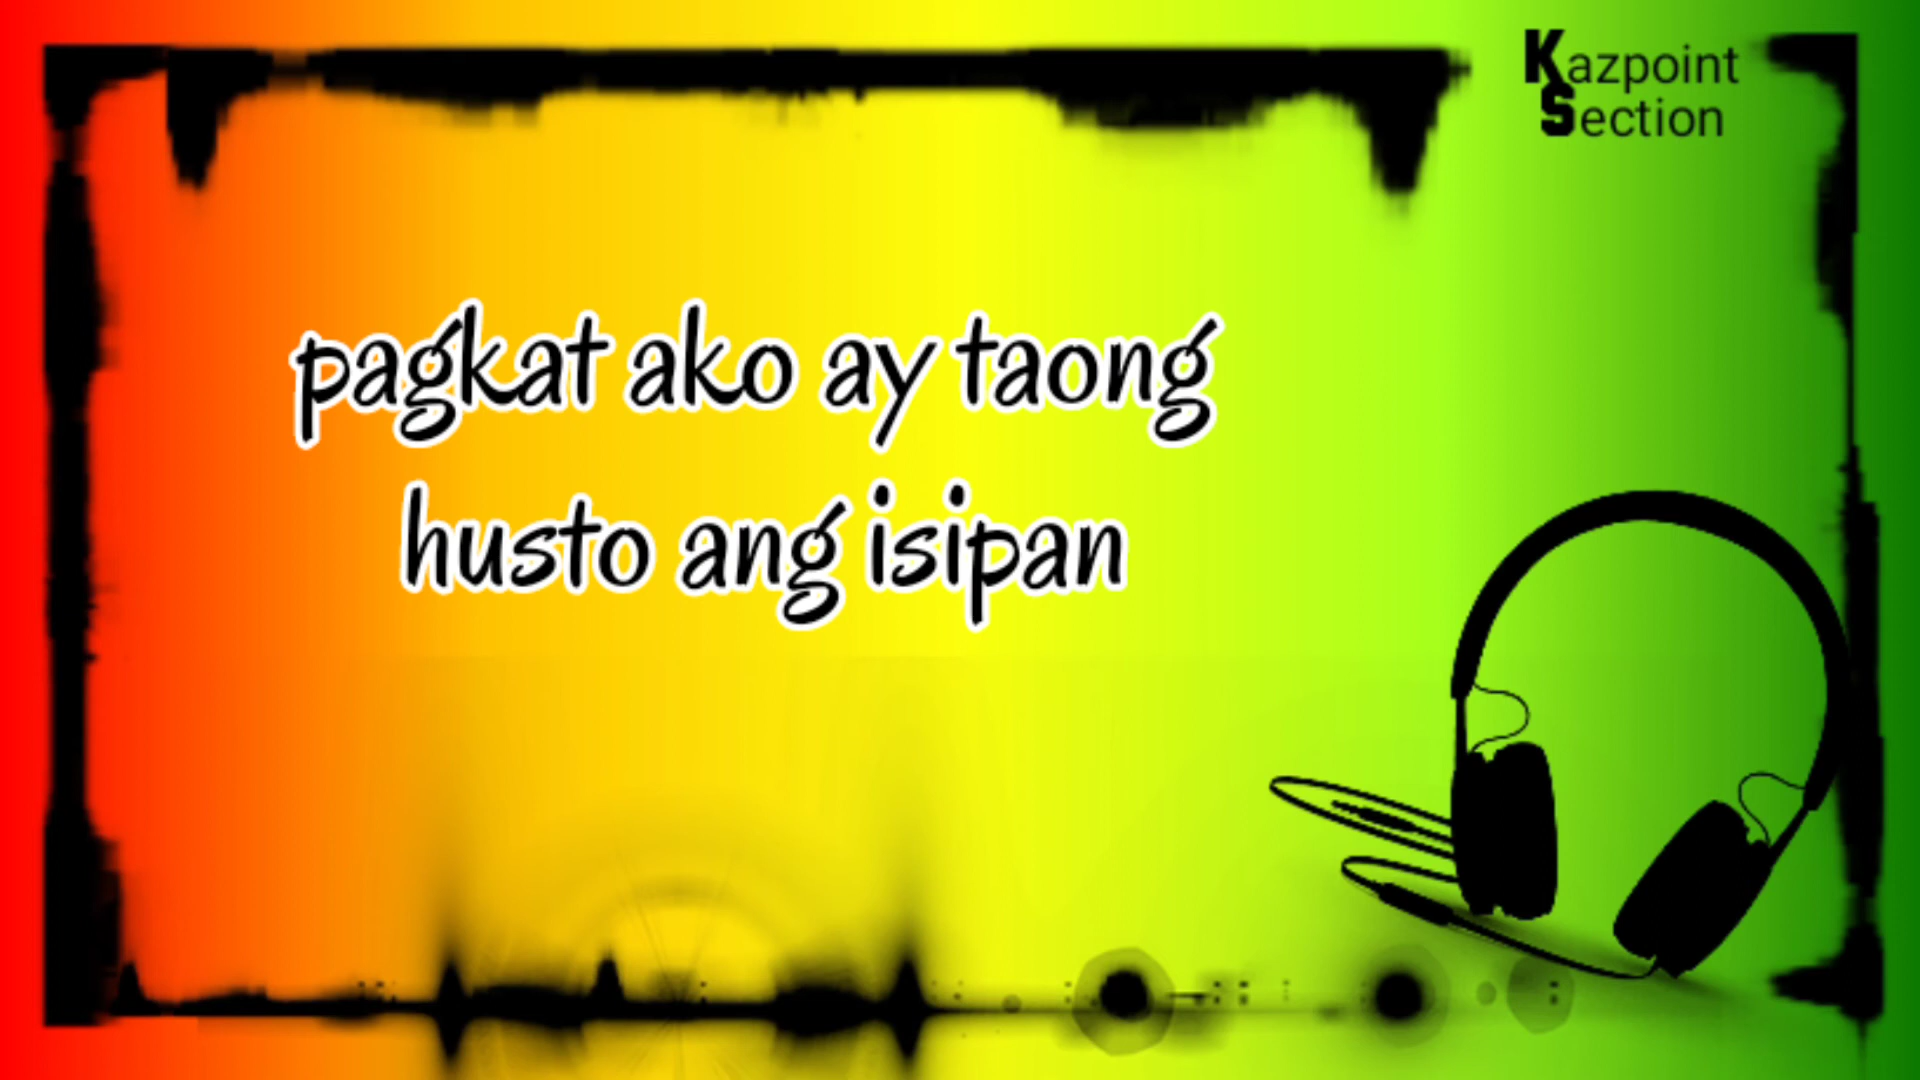 Kazpoint
Section
pagkat ako ay taong
husto ang isipan